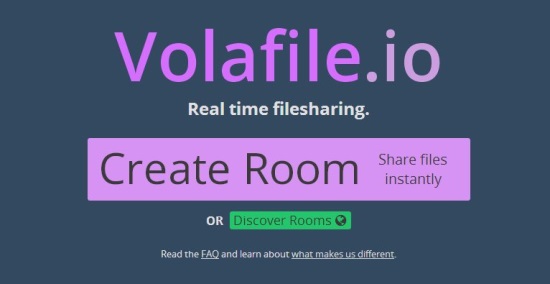 Volafile.io
Real time filesharing.
Create Room Share files
instantly
OR Discover Rooms
Read the FAQ and learn about what makes us different.